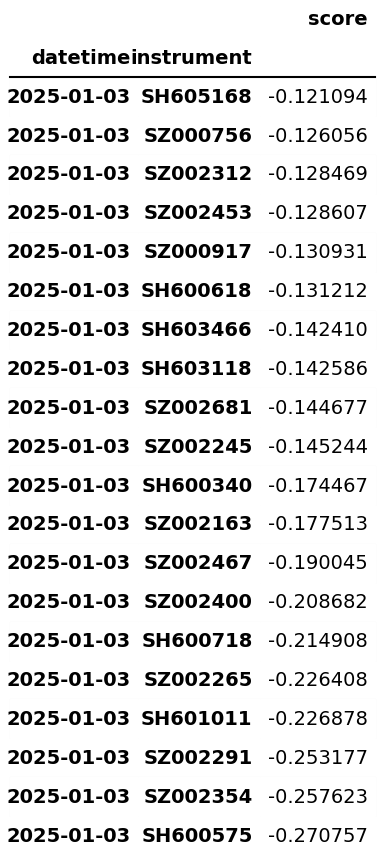 score
datetime instrument
2025-01-03 SH605168 -0.121094
2025-01-03 SZ000756 -0.126056
2025-01-03 SZ002312 -0.128469
2025-01-03 SZ002453 -0.128607
2025-01-03 SZ000917 -0.130931
2025-01-03 SH600618 -0.131212
2025-01-03 SH603466 -0.142410
2025-01-03 SH603118 -0.142586
2025-01-03 SZ002681 -0.144677
2025-01-03 SZ002245 -0.145244
2025-01-03 SH600340 -0.174467
2025-01-03 SZ002163 -0.177513
2025-01-03 SZ002467 -0.190045
2025-01-03 SZ002400 -0.208682
2025-01-03 SH600718 -0.214908
2025-01-03 SZ002265 -0.226408
2025-01-03 SH601011 -0.226878
2025-01-03 SZ002291 -0.253177
2025-01-03 SZ002354 -0.257623
2025-01-03 SH600575 -0.270757